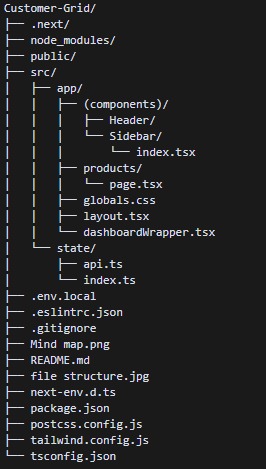 Customer-Grid/
├── .next/
├── node_modules/
├── public/
├── src/
│   ├── app/
│   │   ├── (components)/
│   │   │   ├── Header/
│   │   │   └── Sidebar/
│   │   │       └── index.tsx
│   │   ├── products/
│   │   │   └── page.tsx
│   │   ├── globals.css
│   │   ├── layout.tsx
│   │   └── dashboardWrapper.tsx
│   └── state/
│       ├── api.ts
│       └── index.ts
├── .env.local
├── .eslintrc.json
├── .gitignore
├── Mind map.png
├── README.md
├── file structure.jpg
├── next-env.d.ts
├── package.json
├── postcss.config.js
├── tailwind.config.js
└── tsconfig.json